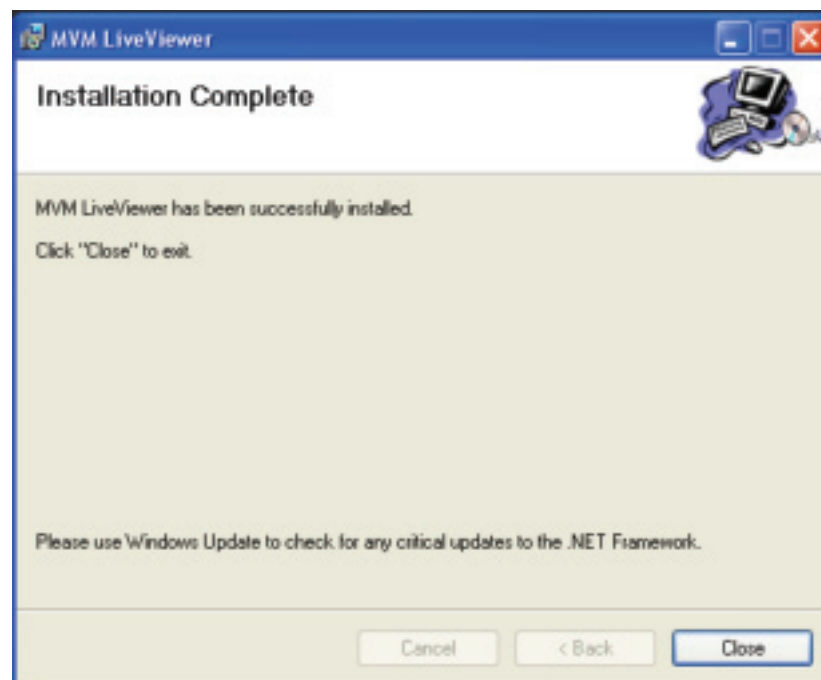 MVM LiveViewer
Installation Complete
MVM LiveViewer has been successfully installed.
Click "Close" to exit.
Please use Windows Update to check for any critical updates to the .NET Framework.
Cancel
< Back
Close